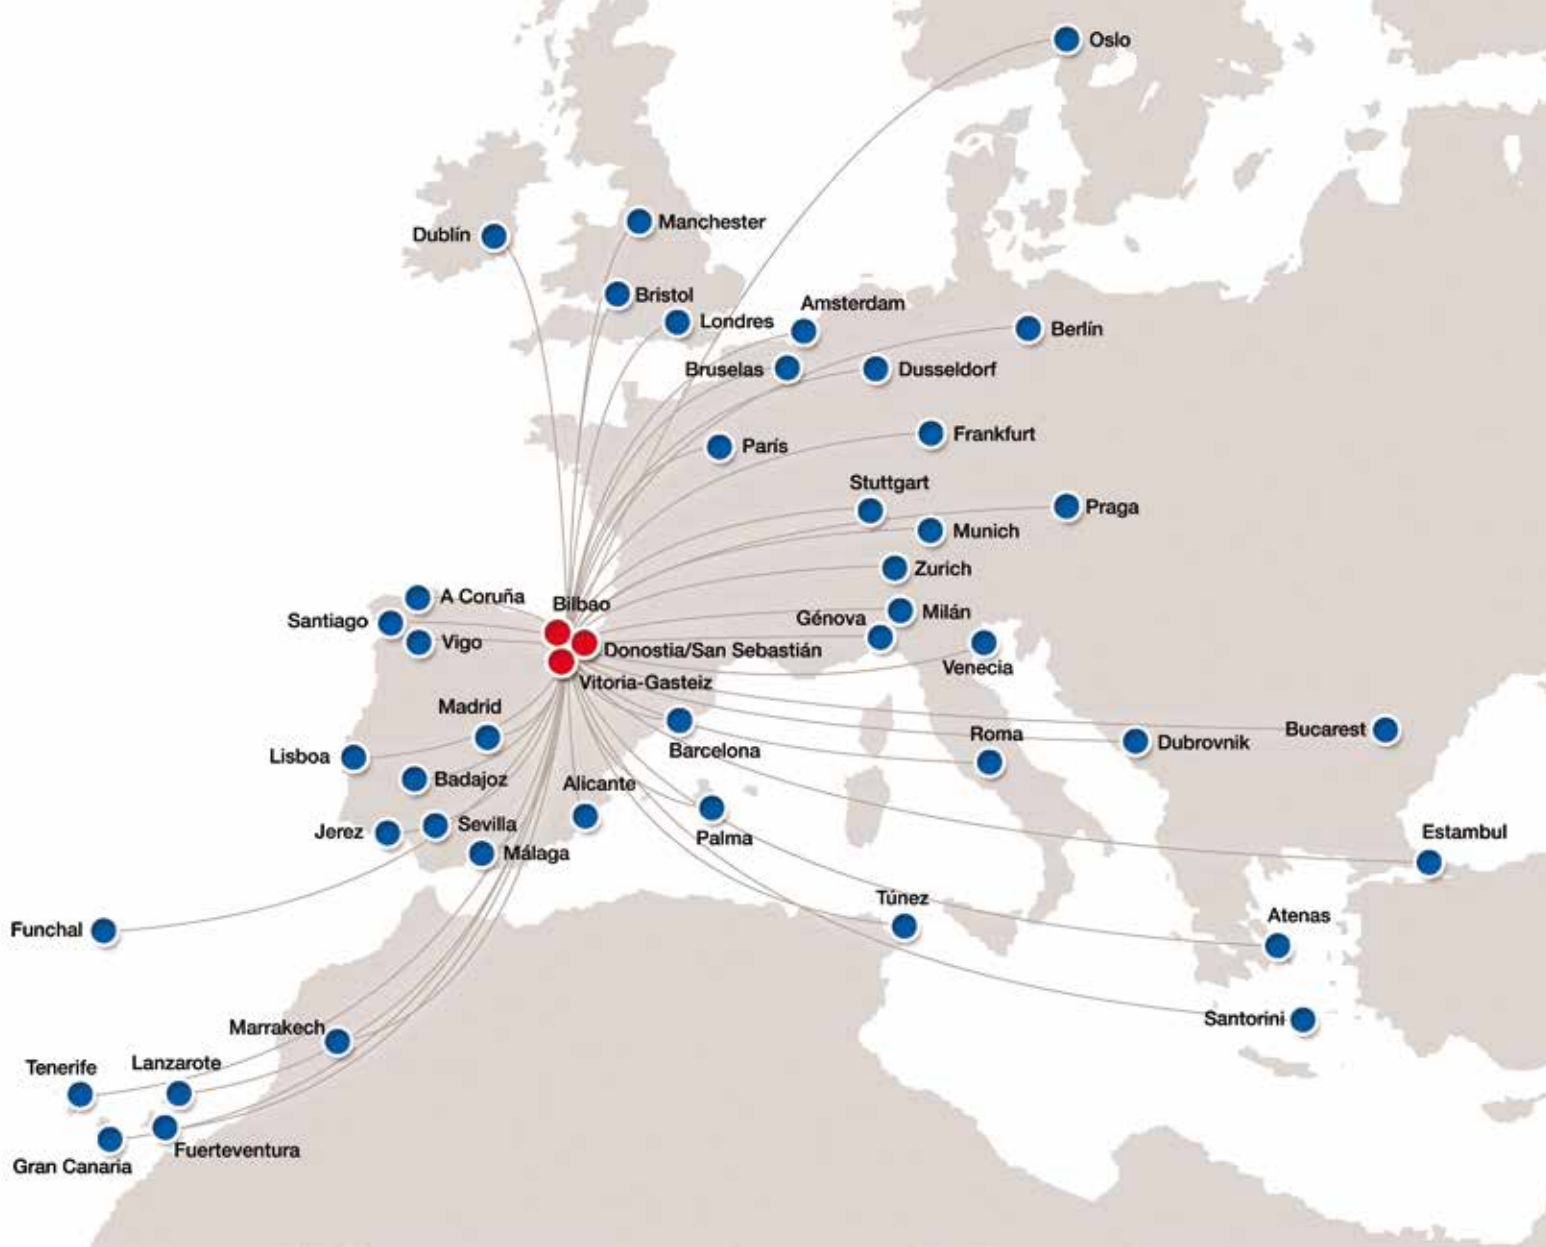 Oslo
Manchester
Dublín
Bristol
Amsterdam
Londres
Berlín
Bruselas
Dusseldorf
Frankfurt
París
Stuttgart
Praga
Munich
Zurich
A Coruña
Bilbao
Milán
Génova
Santiago
Vigo
Donostia/San Sebastián
Venecia
Vitoria-Gasteiz
Madrid
Bucarest
Roma
Dubrovnik
Barcelona
Lisboa
Badajoz
Alicante
Sevilla
Jerez
Estambul
Palma
Málaga
Túnez
Atenas
Funchal
Santorini
Marrakech
Lanzarote
Tenerife
Fuerteventura
Gran Canaria